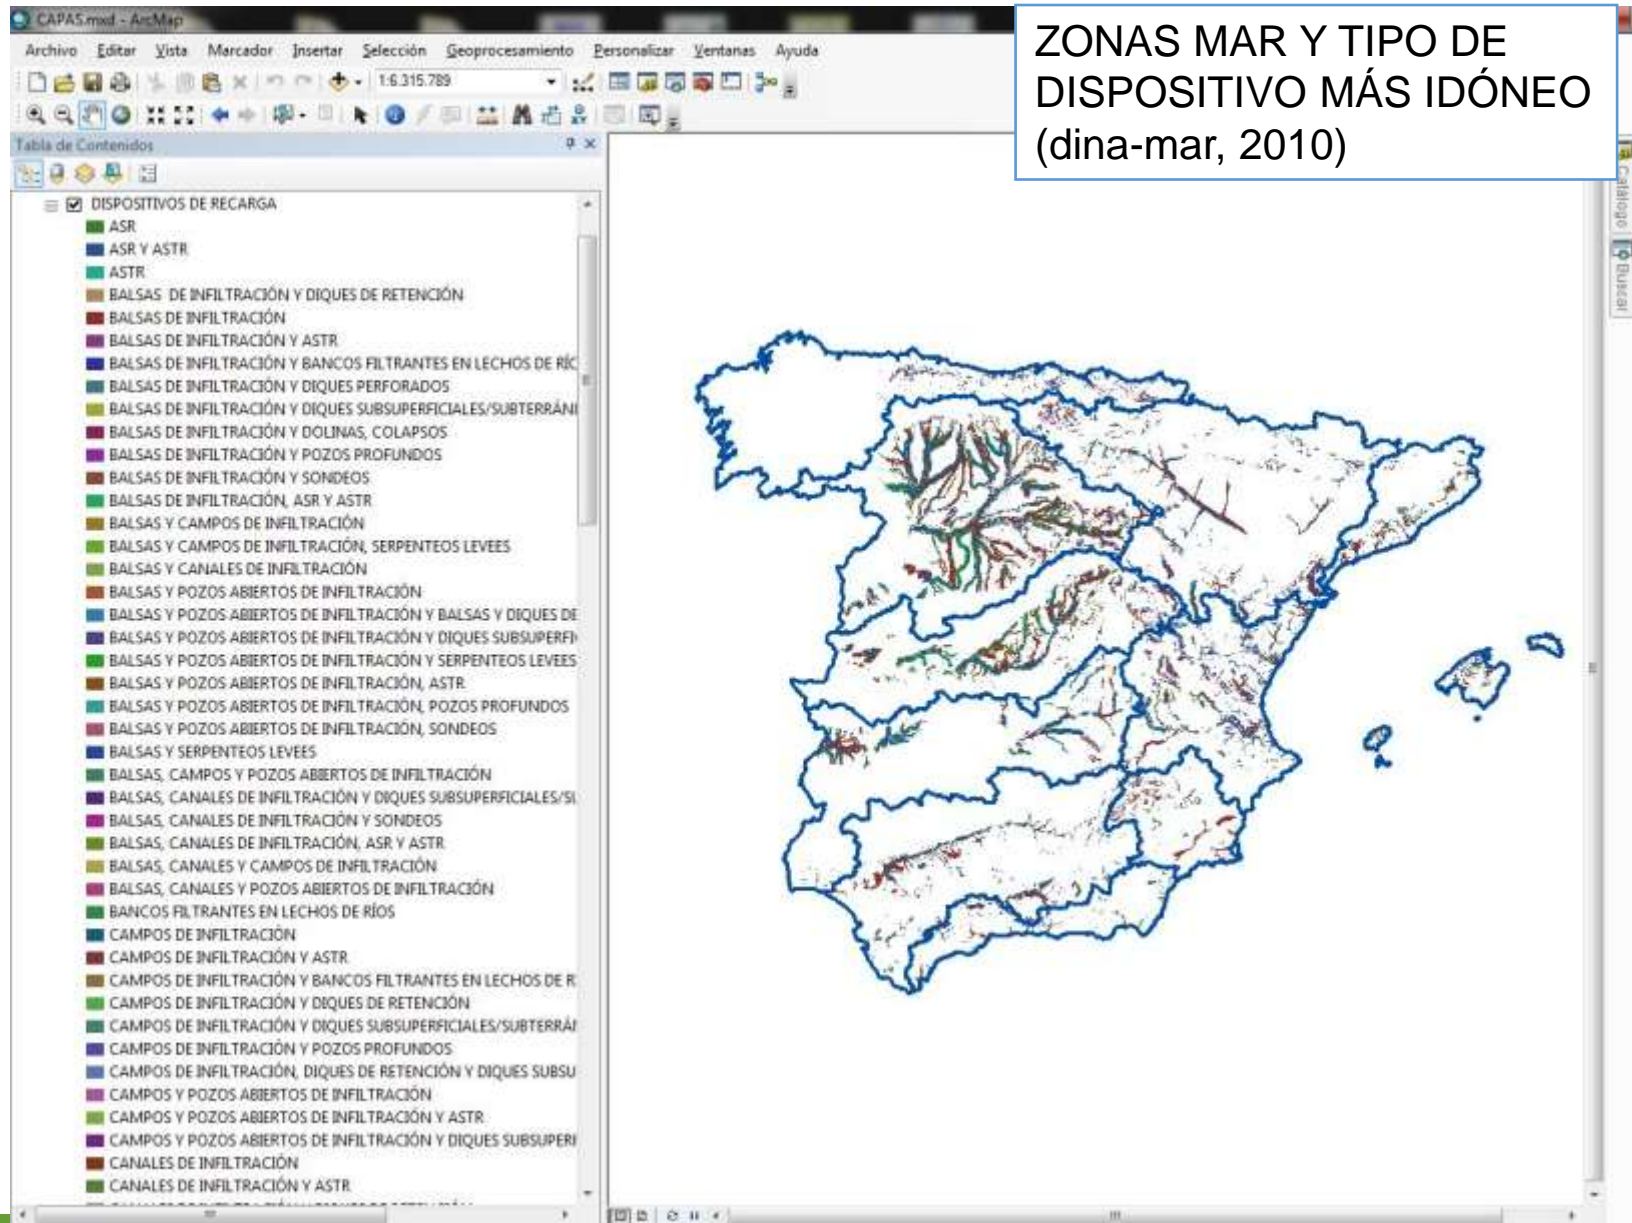 CAPAS.mxd - ArcMap
ZONAS MAR Y TIPO DE
DISPOSITIVO MÁS IDÓNEO
(dina-mar, 2010)
Archivo Editar Vista Marcador Insertar Selección Geoprocesamiento Personalizar Ventanas Ayuda
1:6.315.789
Tabla de Contenidos
Catálogo
Buscar
DISPOSITIVOS DE RECARGA
ASR
ASR Y ASTR
ASTR
BALSAS DE INFILTRACIÓN Y DIQUES DE RETENCIÓN
BALSAS DE INFILTRACIÓN
BALSAS DE INFILTRACIÓN Y ASTR
BALSAS DE INFILTRACIÓN Y BANCOS FILTRANTES EN LECHOS DE RÍC
BALSAS DE INFILTRACIÓN Y DIQUES PERFORADOS
BALSAS DE INFILTRACIÓN Y DIQUES SUBSUPERFICIALES/SUBTERRÁNI
BALSAS DE INFILTRACIÓN Y DOLINAS, COLAPSOS
BALSAS DE INFILTRACIÓN Y POZOS PROFUNDOS
BALSAS DE INFILTRACIÓN Y SONDEOS
BALSAS DE INFILTRACIÓN, ASR Y ASTR
BALSAS Y CAMPOS DE INFILTRACIÓN
BALSAS Y CAMPOS DE INFILTRACIÓN, SERPENTEOS LEVEES
BALSAS Y CANALES DE INFILTRACIÓN
BALSAS Y POZOS ABIERTOS DE INFILTRACIÓN
BALSAS Y POZOS ABIERTOS DE INFILTRACIÓN Y BALSAS Y DIQUES DE
BALSAS Y POZOS ABIERTOS DE INFILTRACIÓN Y DIQUES SUBSUPERFI
BALSAS Y POZOS ABIERTOS DE INFILTRACIÓN Y SERPENTEOS LEVEES
BALSAS Y POZOS ABIERTOS DE INFILTRACIÓN, ASTR
BALSAS Y POZOS ABIERTOS DE INFILTRACIÓN, POZOS PROFUNDOS
BALSAS Y POZOS ABIERTOS DE INFILTRACIÓN, SONDEOS
BALSAS Y SERPENTEOS LEVEES
BALSAS, CAMPOS Y POZOS ABIERTOS DE INFILTRACIÓN
BALSAS, CANALES DE INFILTRACIÓN Y DIQUES SUBSUPERFICIALES/SU
BALSAS, CANALES DE INFILTRACIÓN Y SONDEOS
BALSAS, CANALES DE INFILTRACIÓN, ASR Y ASTR
BALSAS, CANALES Y CAMPOS DE INFILTRACIÓN
BALSAS, CANALES Y POZOS ABIERTOS DE INFILTRACIÓN
BANCOS FILTRANTES EN LECHOS DE RÍOS
CAMPOS DE INFILTRACIÓN
CAMPOS DE INFILTRACIÓN Y ASTR
CAMPOS DE INFILTRACIÓN Y BANCOS FILTRANTES EN LECHOS DE R
CAMPOS DE INFILTRACIÓN Y DIQUES DE RETENCIÓN
CAMPOS DE INFILTRACIÓN Y DIQUES SUBSUPERFICIALES/SUBTERRÁN
CAMPOS DE INFILTRACIÓN Y POZOS PROFUNDOS
CAMPOS DE INFILTRACIÓN, DIQUES DE RETENCIÓN Y DIQUES SUBSU
CAMPOS Y POZOS ABIERTOS DE INFILTRACIÓN
CAMPOS Y POZOS ABIERTOS DE INFILTRACIÓN Y ASTR
CAMPOS Y POZOS ABIERTOS DE INFILTRACIÓN Y DIQUES SUBSUPERI
CANALES DE INFILTRACIÓN
CANALES DE INFILTRACIÓN Y ASTR